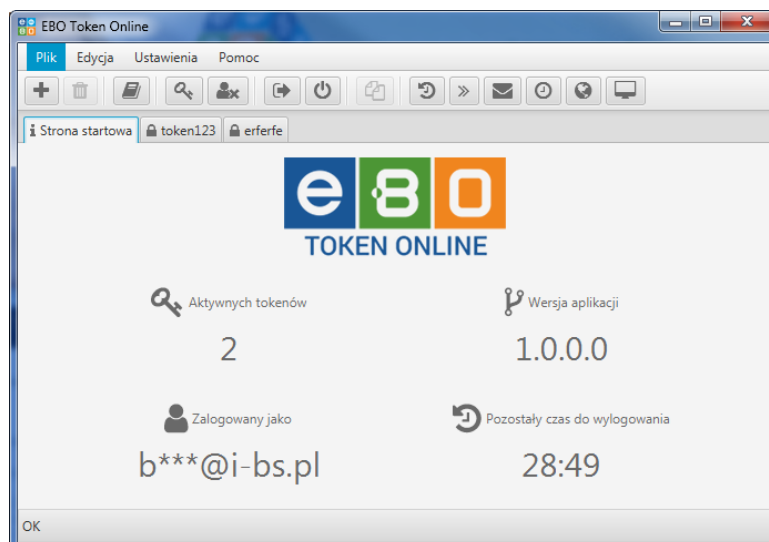 EBO Token Online
Plik Edycja Ustawienia Pomoc
Strona startowa token123 erferfe
eBO
TOKEN ONLINE
Aktywnych tokenów Wersja aplikacji
2 1.0.0.0
Zalogowany jako Pozostały czas do wylogowania
b***@i-bs.pl 28:49
OK